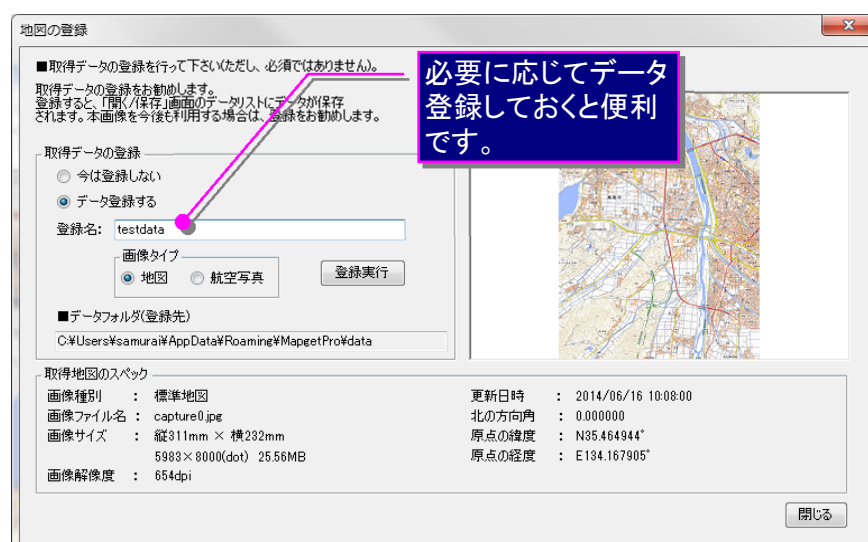 地図の登録
■取得データの登録を行って下さい(ただし、必須ではありません)。
取得データの登録をお勧めします。
登録すると、「開く/保存」画面のデータリストにデータが保存
されます。本画像を今後も利用する場合は、登録をお勧めします。
必要に応じてデータ
登録しておくと便利
です。
取得データの登録
今は登録しない
データ登録する
登録名: testdata
画像タイプ
地図 航空写真
登録実行
■データフォルダ(登録先)
C:¥Users¥samurai¥AppData¥Roaming¥MapgetPro¥data
取得地図のスペック
画像種別 : 標準地図
画像ファイル名 : capture0.jpg
画像サイズ : 縦311mm × 横232mm
5983×8000(dot) 25.56MB
画像解像度 : 654dpi
更新日時 : 2014/06/16 10:08:00
北の方向角 : 0.000000
原点の緯度 : N35.464944°
原点の経度 : E134.167905°
閉じる